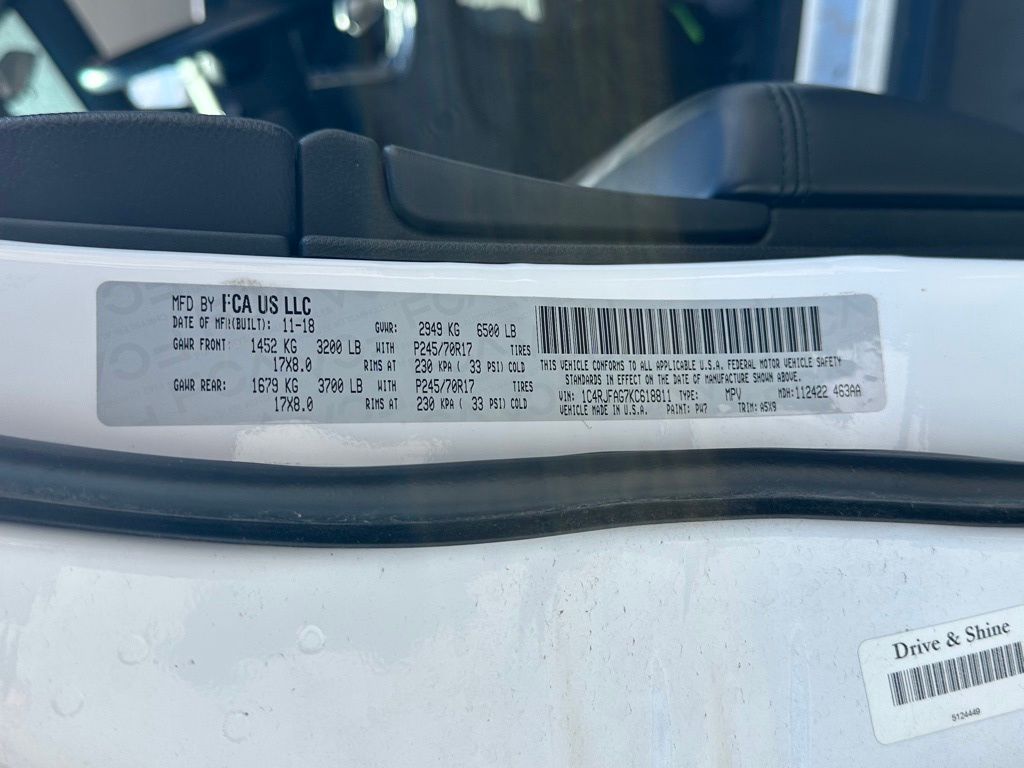 MFD BY FCA US LLC
DATE OF MFR(BUILT): 11-18 GVWR: 2949 KG 6500 LB
GAWR FRONT: 1452 KG 3200 LB WITH P245/70R17 TIRES
17X8.0 RIMS AT 230 KPA ( 33 PSI) COLD
GAWR REAR: 1679 KG 3700 LB WITH P245/70R17 TIRES
17X8.0 RIMS AT 230 KPA ( 33 PSI) COLD
THIS VEHICLE CONFORMS TO ALL APPLICABLE U.S.A. FEDERAL MOTOR VEHICLE SAFETY
STANDARDS IN EFFECT ON THE DATE OF MANUFACTURE SHOWN ABOVE.
VIN: 1C4RJFAG7KC618811 TYPE: MPV MDH:112422 463AA
VEHICLE MADE IN U.S.A. PAINT: PW7 TRIM: A5X9
Drive & Shine
5124449